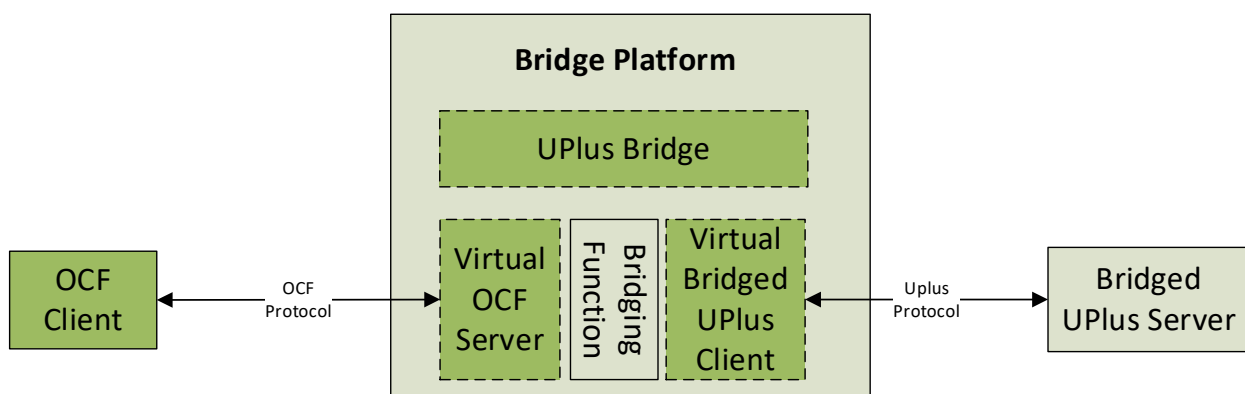 Bridge Platform
UPlus Bridge
OCF
Client
OCF
Protocol
Virtual
OCF
Server
Bridging
Function
Virtual
Bridged
UPlus
Client
Uplus
Protocol
Bridged
UPlus Server